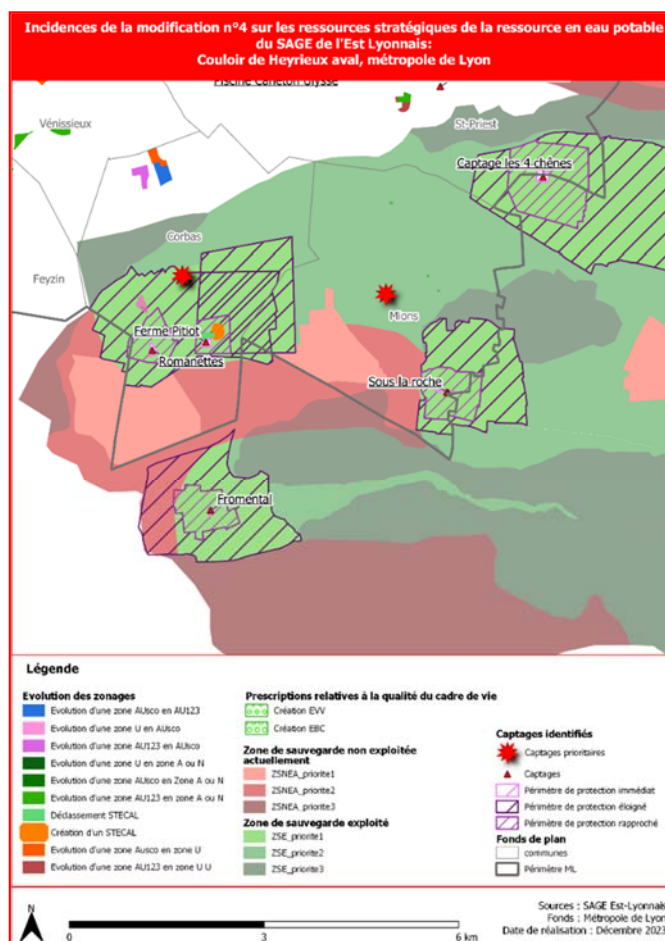 Incidences de la modification n°4 sur les ressources stratégiques de la ressource en eau potable
du SAGE de l'Est Lyonnais:
Couloir de Heyrieux aval, métropole de Lyon
Piscine Carleton Ulysse
Vénissieux
St-Priest
Captage les 4 chênes
Corbas
Feyzin
Mions
Ferme Pitiot
Romanettes
Sous la roche
Fromental
Légende
Evolution des zonages
Evolution d'une zone AUsco en AU123
Evolution d'une zone U en AUsco
Evolution d'une zone AU123 en AUsco
Evolution d'une zone U en zone A ou N
Evolution d'une zone AUsco en Zone A ou N
Evolution d'une zone AU123 en zone A ou N
Déclassement STECAL
Création d'un STECAL
Evolution d'une zone Ausco en zone U
Evolution d'une zone AU123 en zone U U
Prescriptions relatives à la qualité du cadre de vie
Création EVV
Création EBC
Zone de sauvegarde non exploitée
actuellement
ZSNEA_priorite1
ZSNEA_priorite2
ZSNEA_priorite3
Zone de sauvegarde exploité
ZSE_priorite1
ZSE_priorite2
ZSE_priorite3
Captages identifiés
Captages prioritaires
Captages
Périmètre de protection immédiat
Périmètre de protection éloigné
Périmètre de protection rapproché
Fonds de plan
communes
Périmètre ML
N
0 3 6 km
Sources : SAGE Est-Lyonnais
Fonds : Métropole de Lyon
Date de réalisation : Décembre 2023